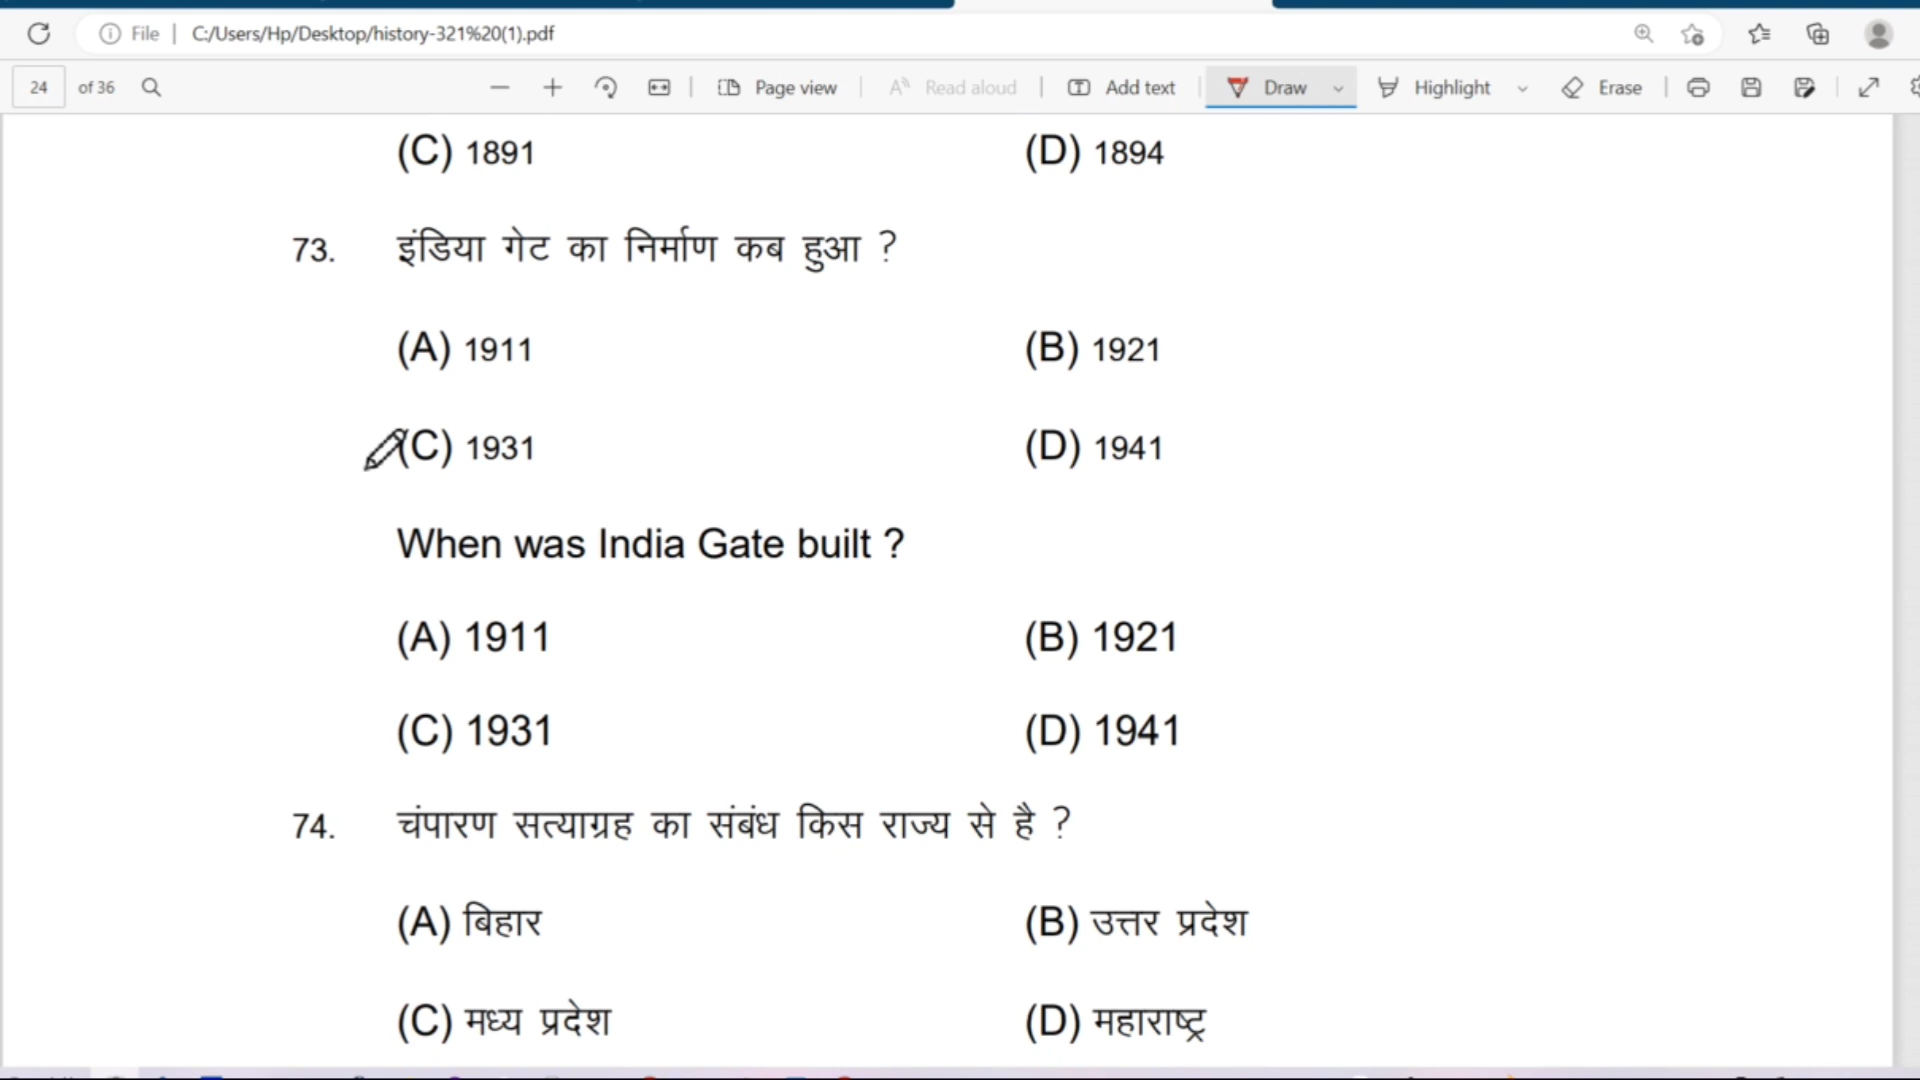 File | C:/Users/Hp/Desktop/history-321%20(1).pdf
24 of 36 Page view Read aloud Add text Draw Highlight Erase
(C) 1891 (D) 1894
73. इंडिया गेट का निर्माण कब हुआ ?
(A) 1911 (B) 1921
(C) 1931 (D) 1941
When was India Gate built ?
(A) 1911 (B) 1921
(C) 1931 (D) 1941
74. चंपारण सत्याग्रह का संबंध किस राज्य से है ?
(A) बिहार (B) उत्तर प्रदेश
(C) मध्य प्रदेश (D) महाराष्ट्र